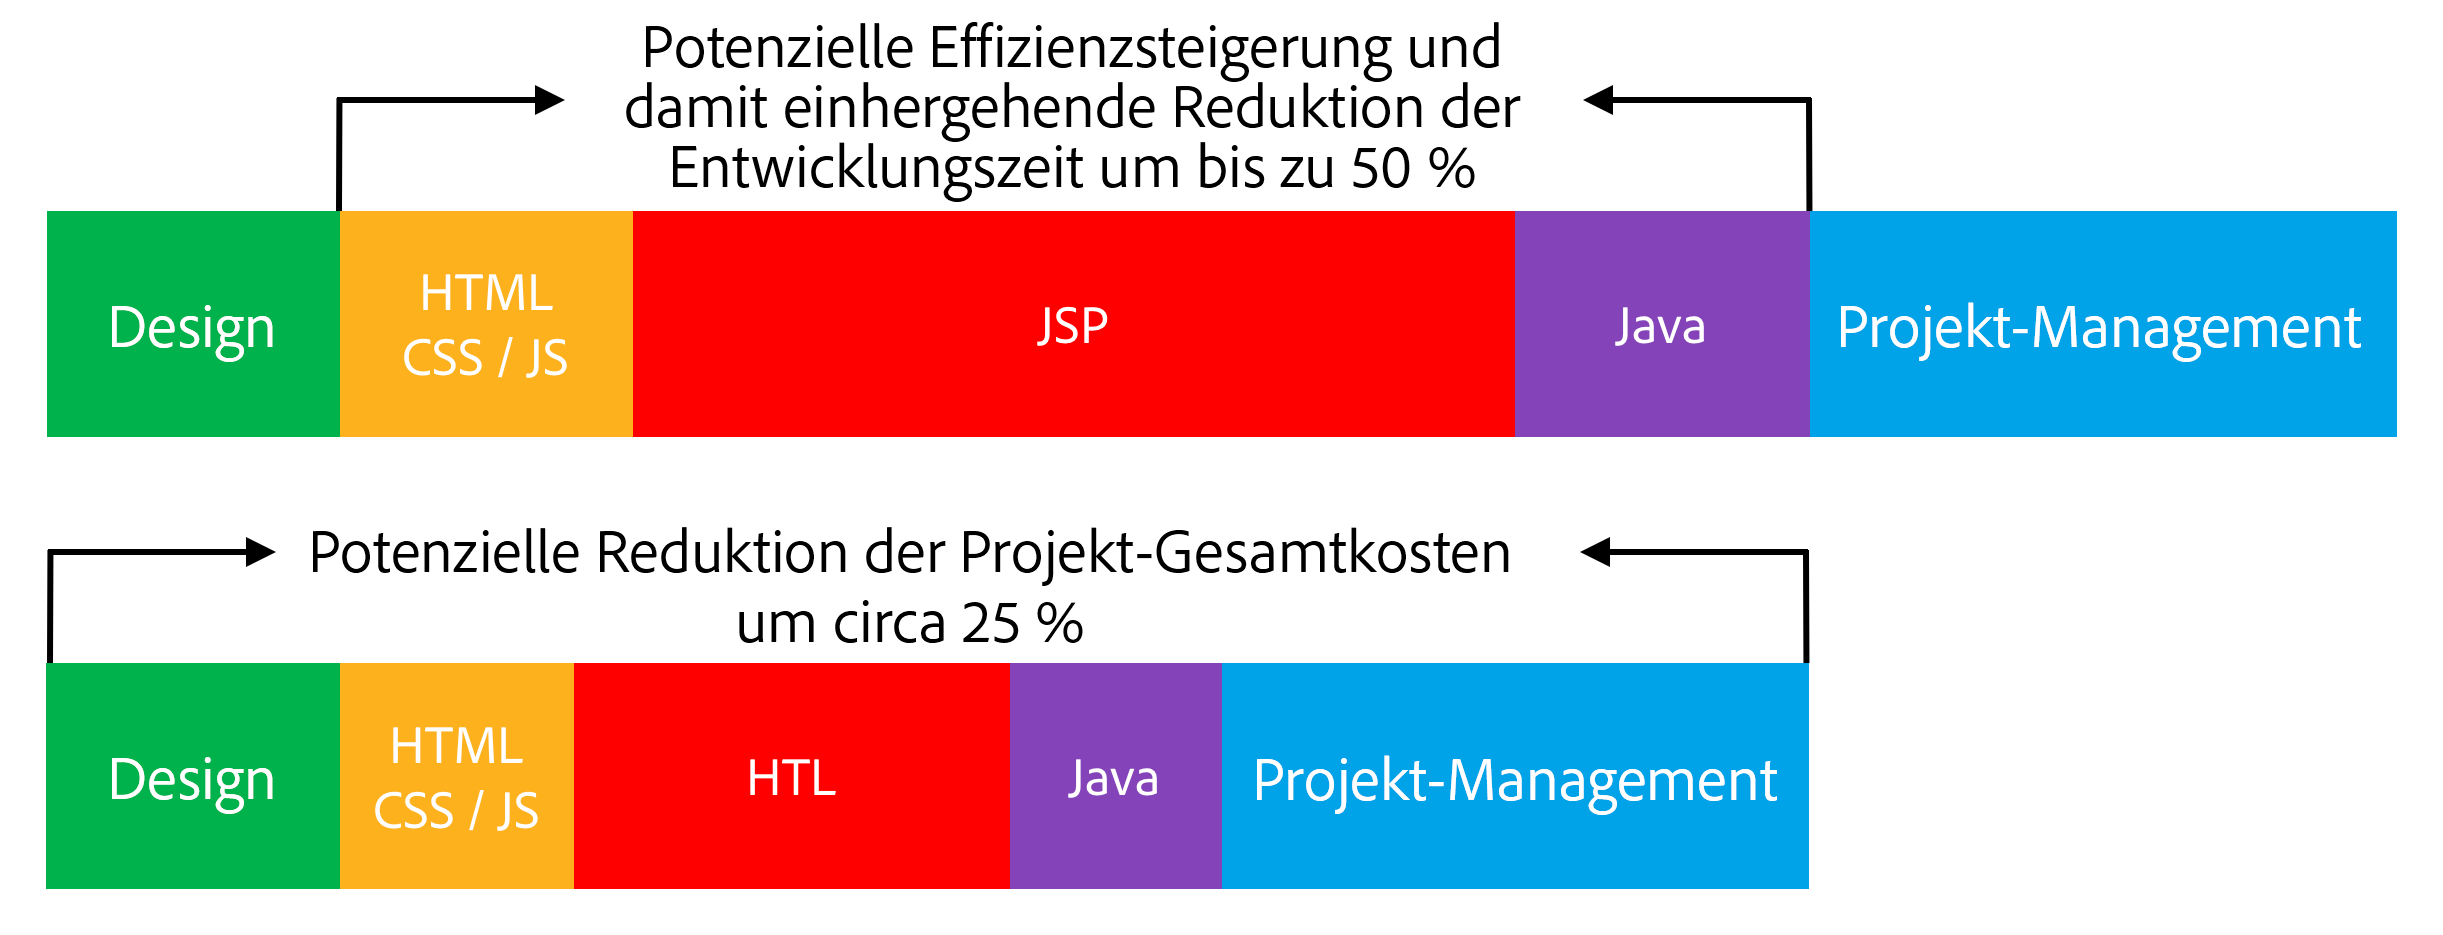 Potenzielle Effizienzsteigerung und
damit einhergehende Reduktion der
Entwicklungszeit um bis zu 50 %
Design
HTML
CSS / JS
JSP
Java
Projekt-Management
Potenzielle Reduktion der Projekt-Gesamtkosten
um circa 25 %
Design
HTML
CSS / JS
HTL
Java
Projekt-Management